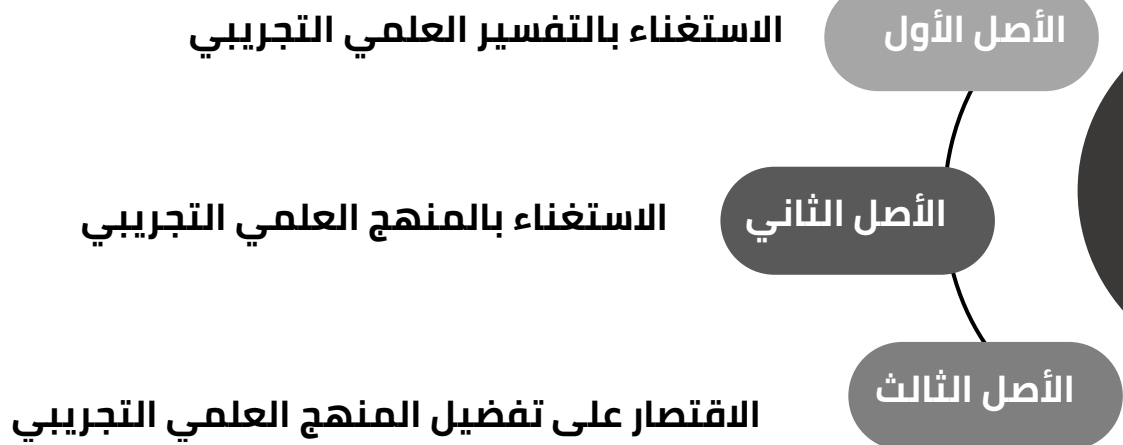 الأصل الأول
الاستغناء بالتفسير العلمي التجريبي
الأصل الثاني
الاستغناء بالمنهج العلمي التجريبي
الأصل الثالث
الاقتصار على تفضيل المنهج العلمي التجريبي